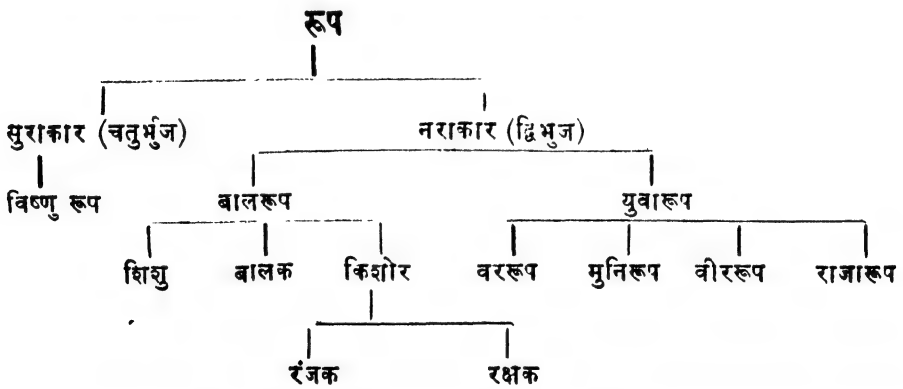 रूप
सुराकार (चतुर्भुज) नराकार (द्विभुज)
विष्णु रूप बालरूप युवारूप
शिशु बालक किशोर वररूप मुनिरूप वीररूप राजारूप
रंजक रक्षक